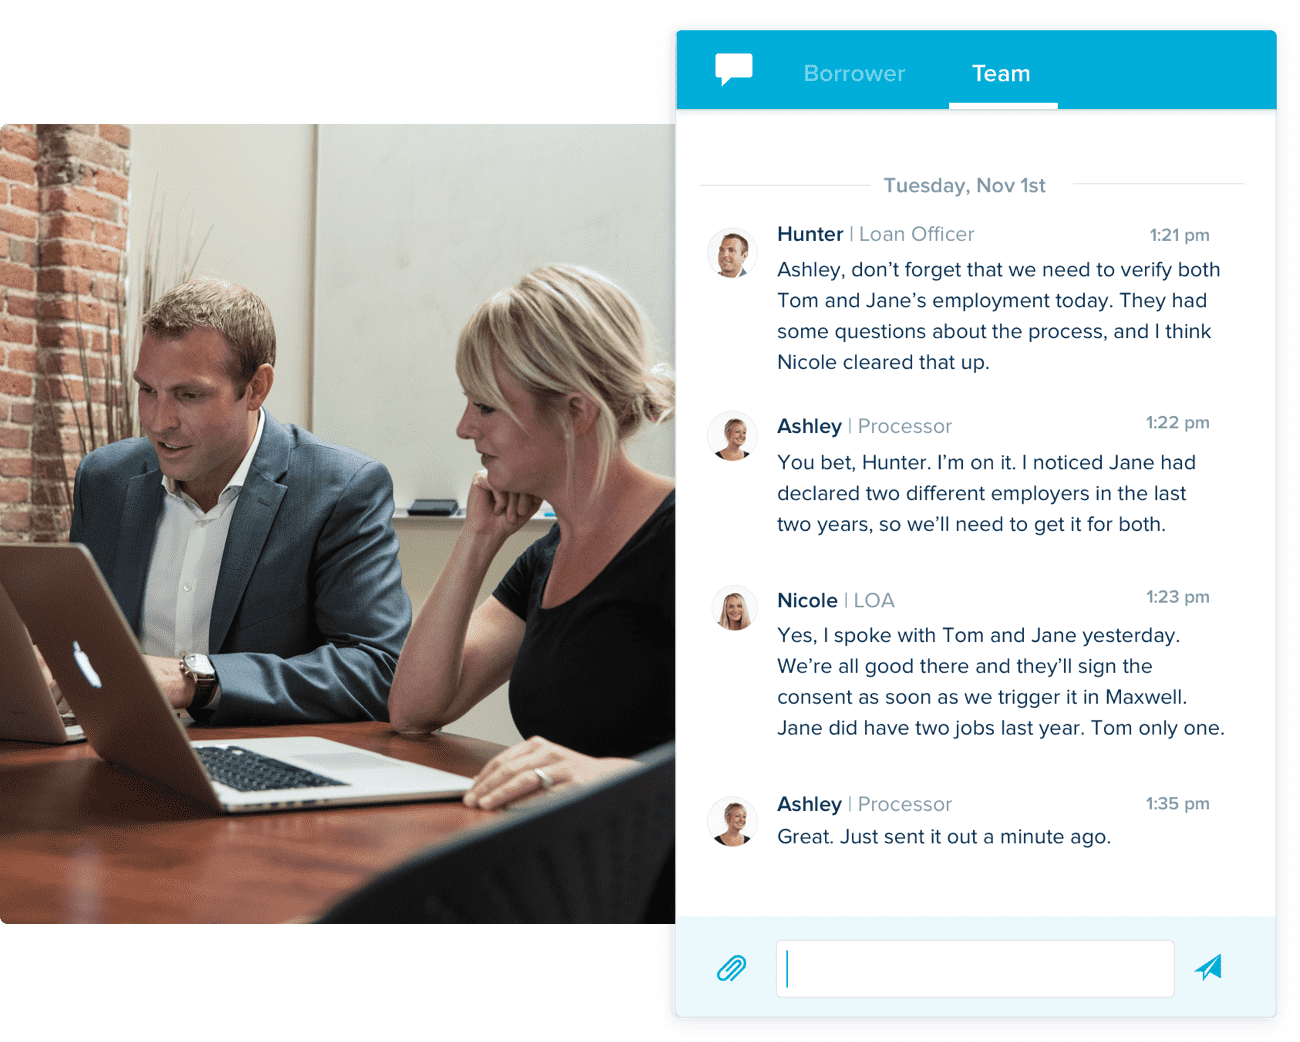 Borrower Team
Tuesday, Nov 1st
Hunter | Loan Officer 1:21 pm
Ashley, don’t forget that we need to verify both
Tom and Jane’s employment today. They had
some questions about the process, and I think
Nicole cleared that up.
Ashley | Processor 1:22 pm
You bet, Hunter. I’m on it. I noticed Jane had
declared two different employers in the last
two years, so we’ll need to get it for both.
Nicole | LOA 1:23 pm
Yes, I spoke with Tom and Jane yesterday.
We’re all good there and they’ll sign the
consent as soon as we trigger it in Maxwell.
Jane did have two jobs last year. Tom only one.
Ashley | Processor 1:35 pm
Great. Just sent it out a minute ago.